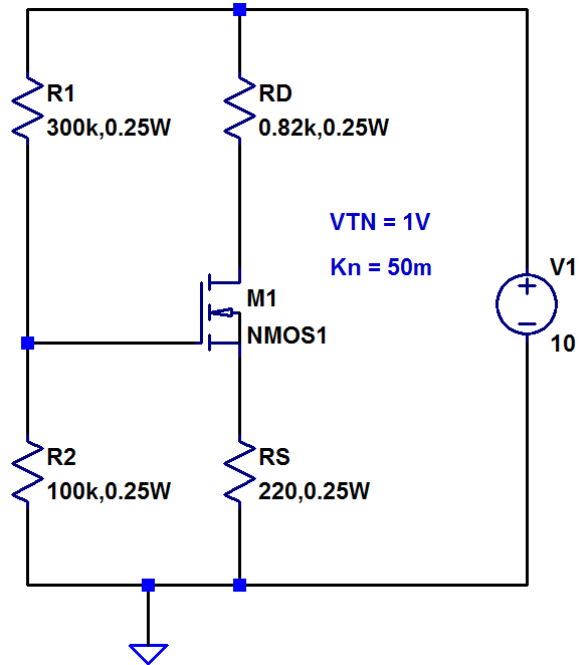 R1
300k,0.25W
RD
0.82k,0.25W
VTN = 1V
Kn = 50m
V1
10
M1
NMOS1
R2
100k,0.25W
RS
220,0.25W